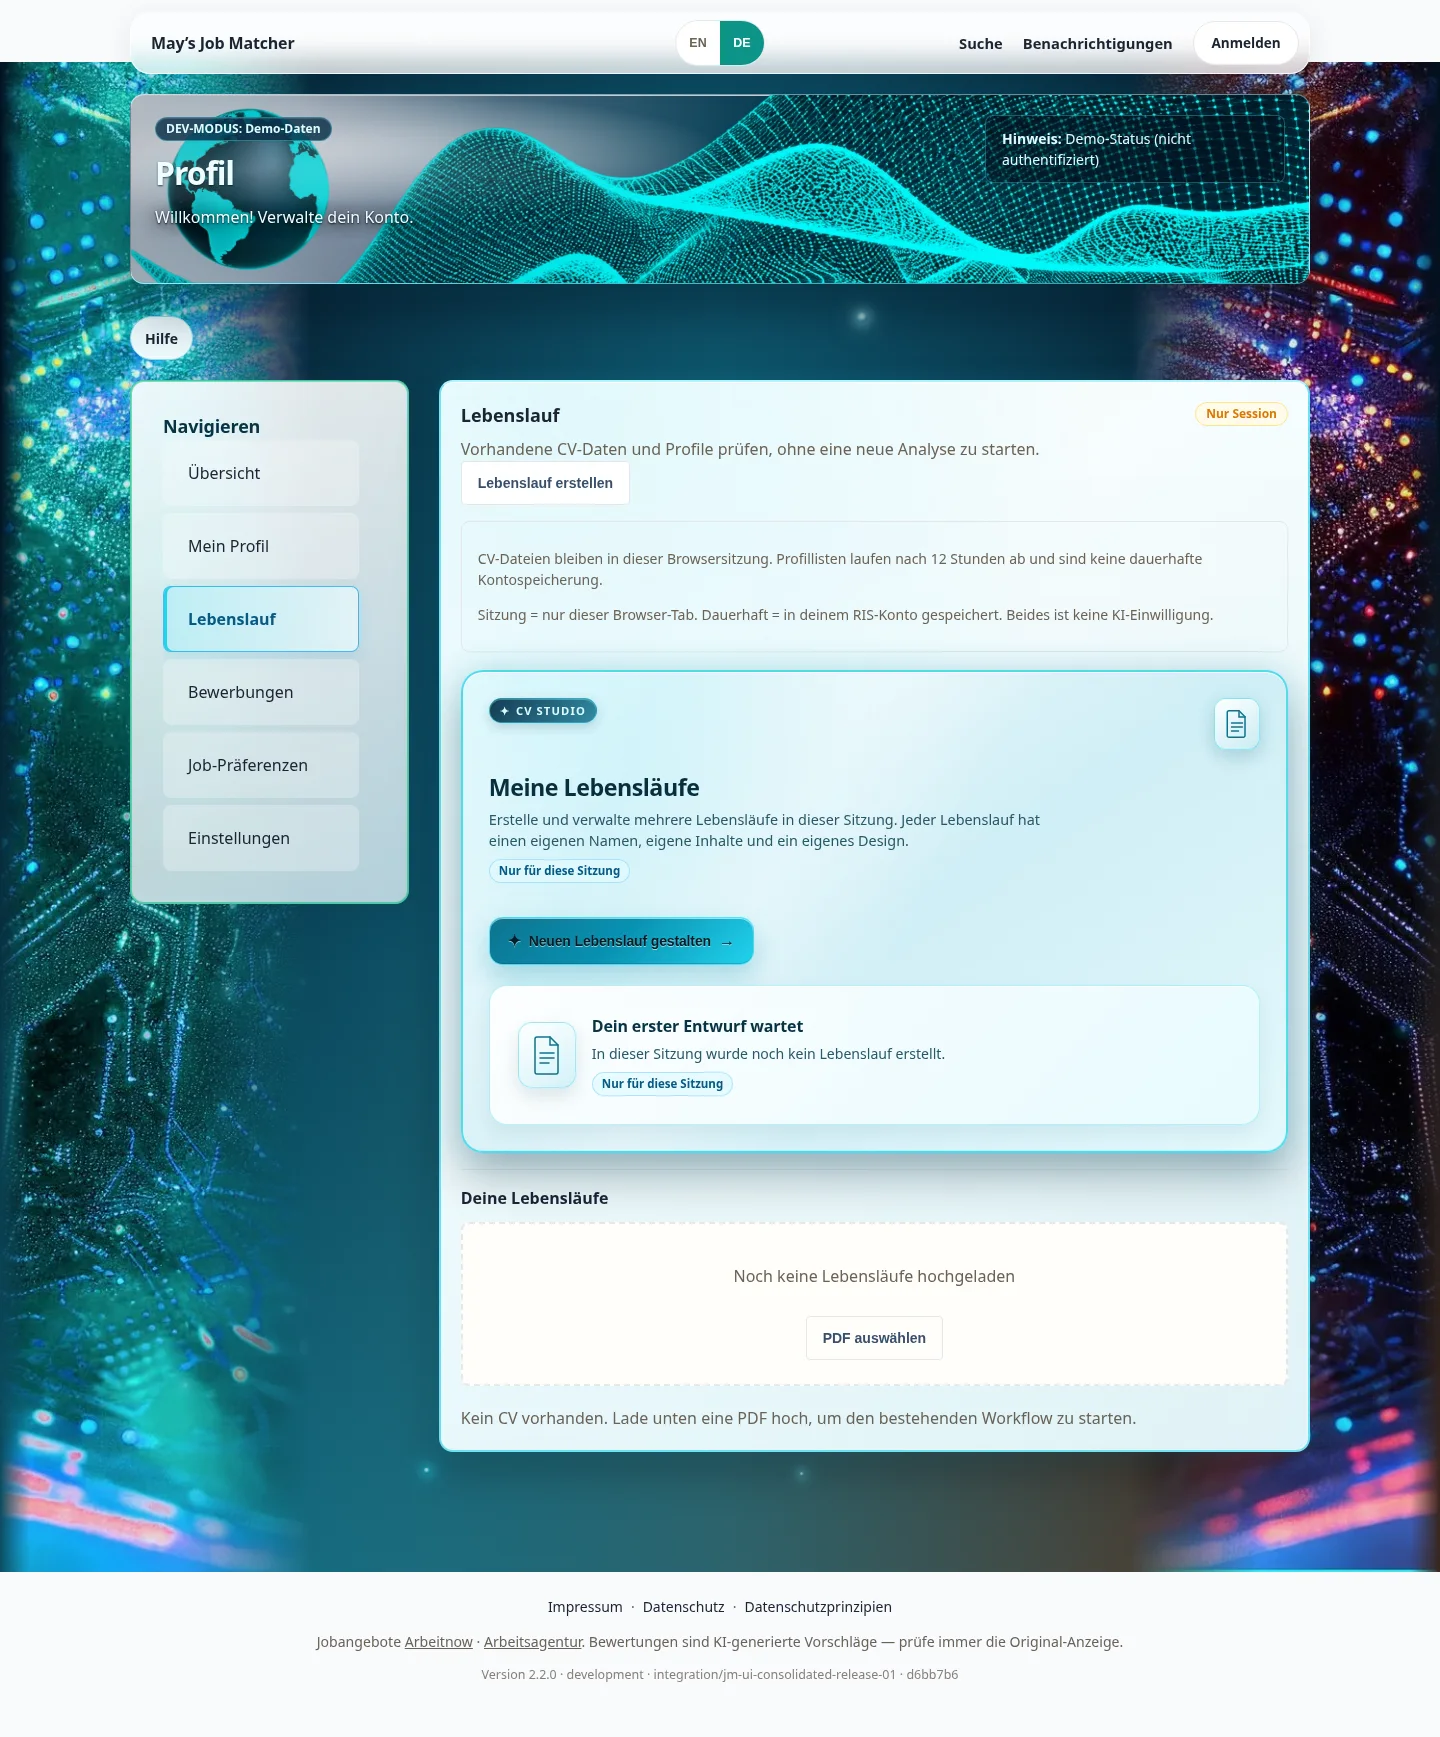 May’s Job Matcher
EN DE
Suche Benachrichtigungen Anmelden
DEV-MODUS: Demo-Daten
Profil
Willkommen! Verwalte dein Konto.
Hinweis: Demo-Status (nicht
authentifiziert)
Hilfe
Navigieren
Übersicht
Mein Profil
Lebenslauf
Bewerbungen
Job-Präferenzen
Einstellungen
Lebenslauf
Nur Session
Vorhandene CV-Daten und Profile prüfen, ohne eine neue Analyse zu starten.
Lebenslauf erstellen
CV-Dateien bleiben in dieser Browsersitzung. Profillisten laufen nach 12 Stunden ab und sind keine dauerhafte
Kontospeicherung.
Sitzung = nur dieser Browser-Tab. Dauerhaft = in deinem RIS-Konto gespeichert. Beides ist keine KI-Einwilligung.
✦ CV STUDIO
Meine Lebensläufe
Erstelle und verwalte mehrere Lebensläufe in dieser Sitzung. Jeder Lebenslauf hat
einen eigenen Namen, eigene Inhalte und ein eigenes Design.
Nur für diese Sitzung
✦ Neuen Lebenslauf gestalten →
Dein erster Entwurf wartet
In dieser Sitzung wurde noch kein Lebenslauf erstellt.
Nur für diese Sitzung
Deine Lebensläufe
Noch keine Lebensläufe hochgeladen
PDF auswählen
Kein CV vorhanden. Lade unten eine PDF hoch, um den bestehenden Workflow zu starten.
Impressum · Datenschutz · Datenschutzprinzipien
Jobangebote Arbeitnow · Arbeitsagentur. Bewertungen sind KI-generierte Vorschläge — prüfe immer die Original-Anzeige.
Version 2.2.0 · development · integration/jm-ui-consolidated-release-01 · d6bb7b6